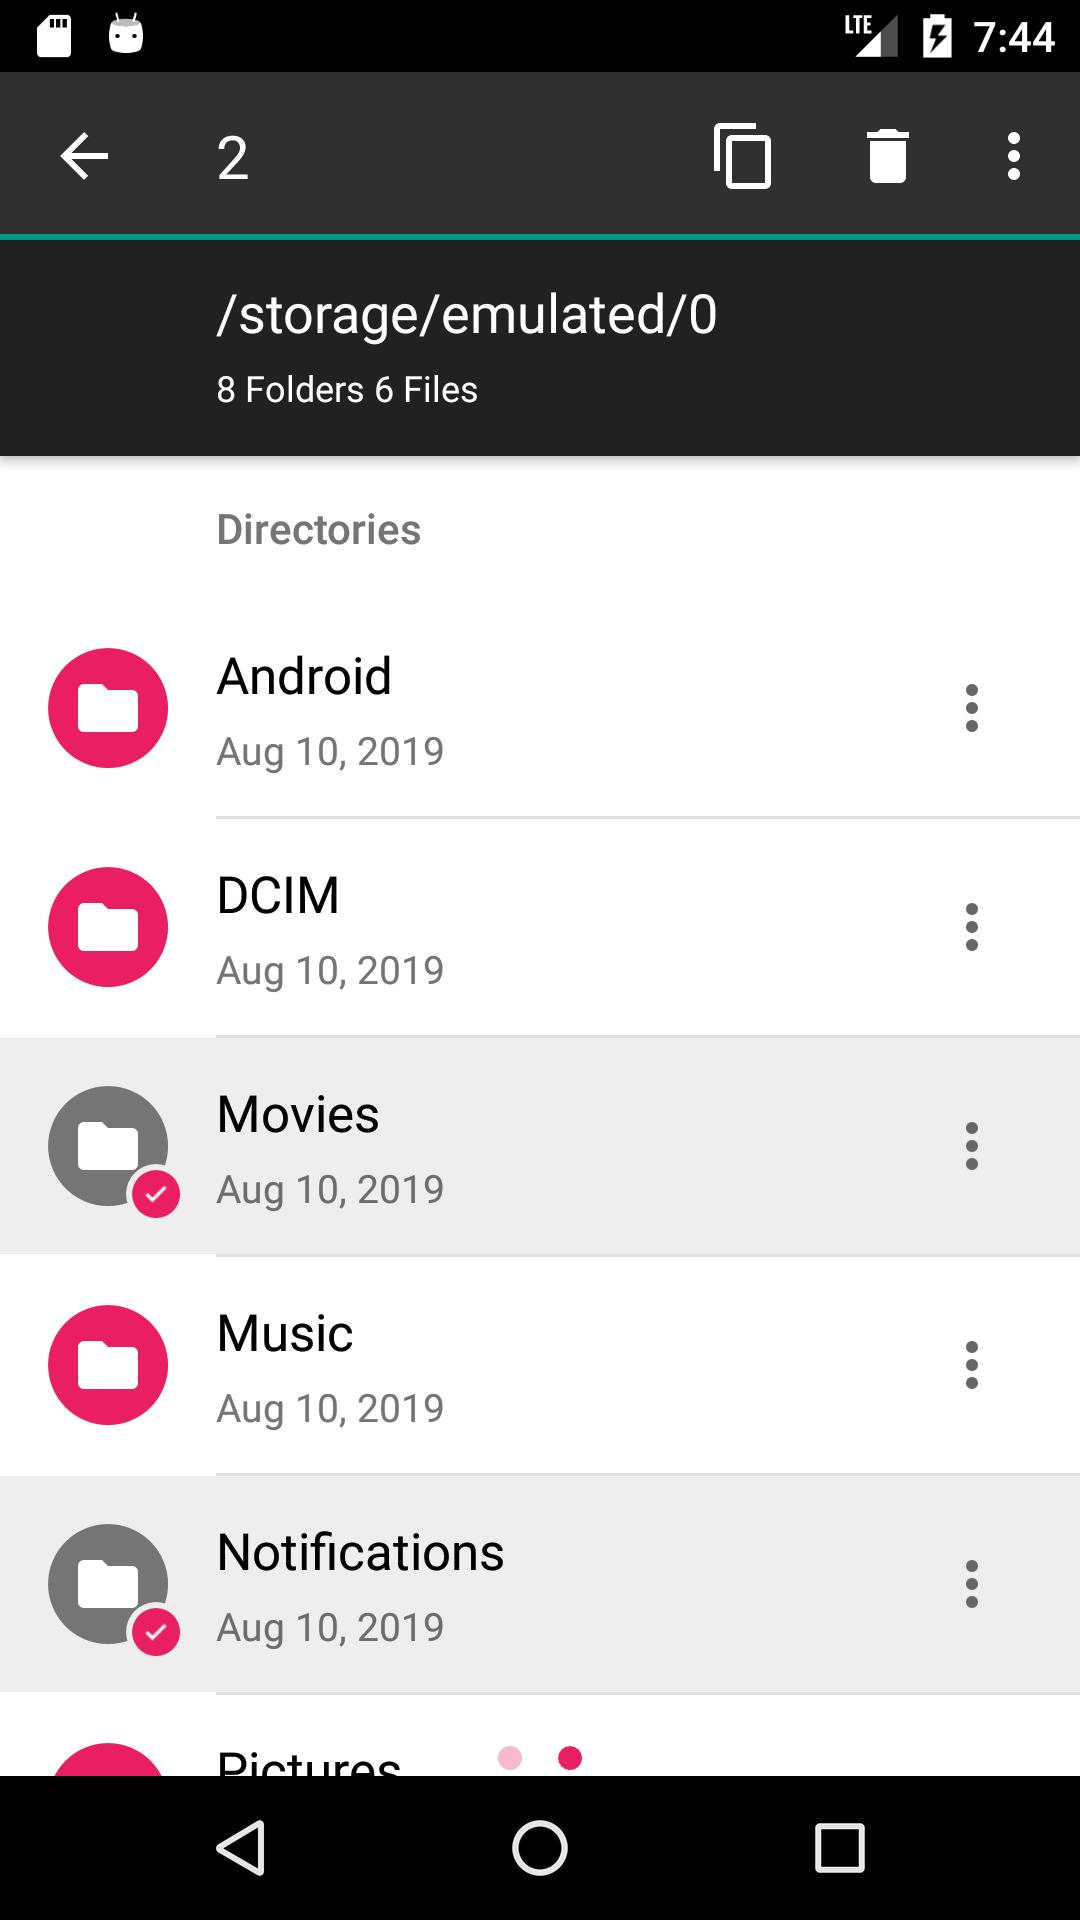 LTE 7:44
2
/storage/emulated/0
8 Folders 6 Files
Directories
Android
Aug 10, 2019
DCIM
Aug 10, 2019
Movies
Aug 10, 2019
Music
Aug 10, 2019
Notifications
Aug 10, 2019
Pictures